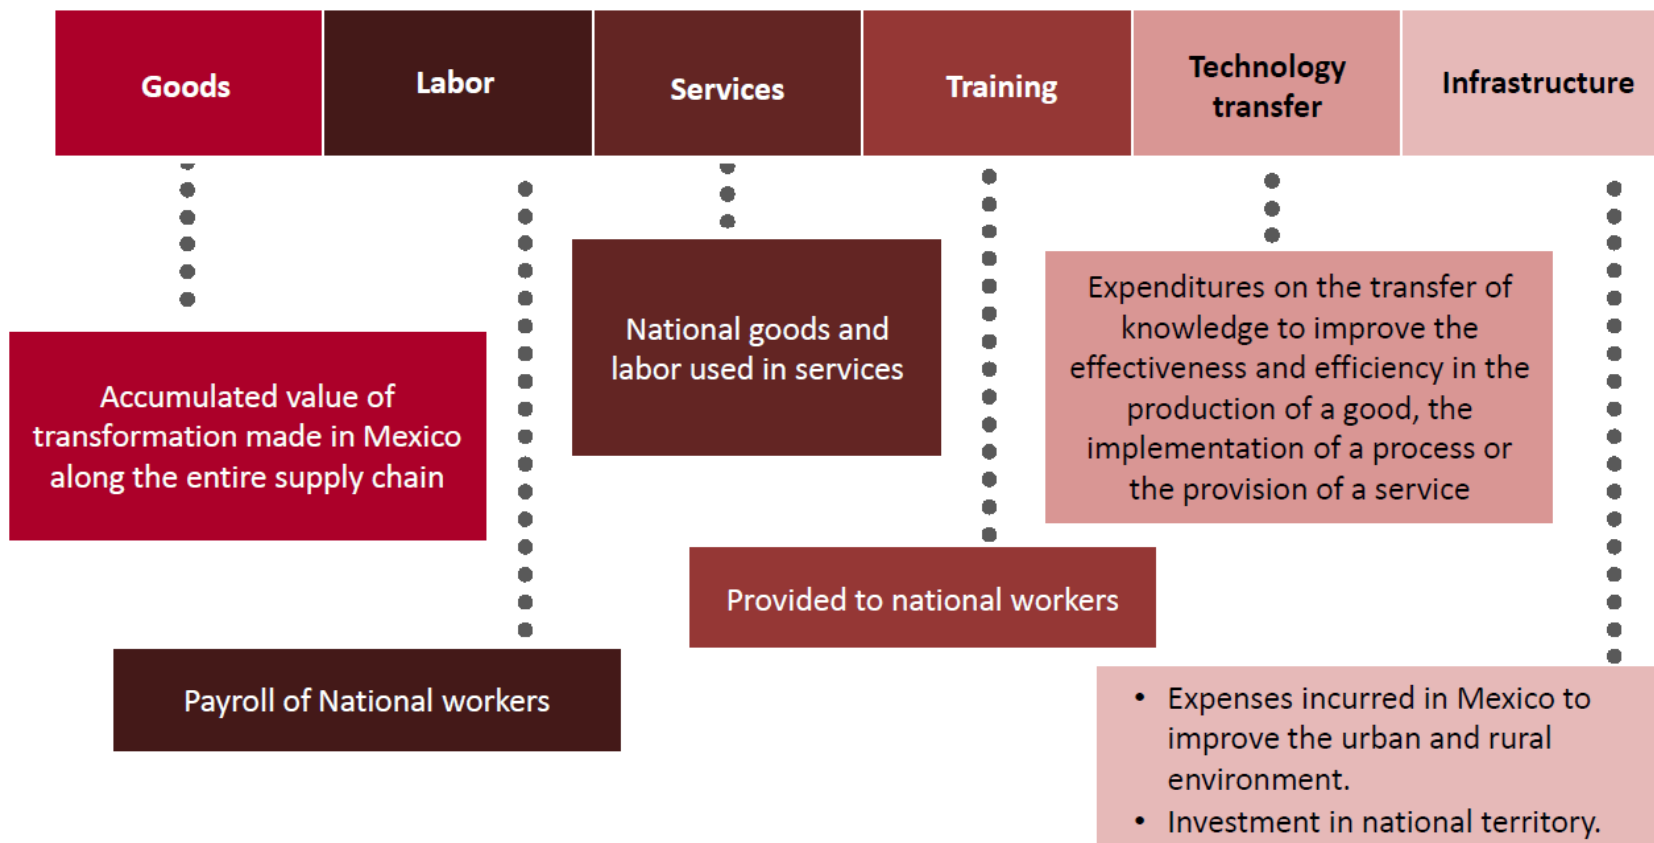 Goods
Labor
Services
Training
Technology
transfer
Infrastructure
Accumulated value of
transformation made in Mexico
along the entire supply chain
Payroll of National workers
National goods and
labor used in services
Provided to national workers
Expenditures on the transfer of
knowledge to improve the
effectiveness and efficiency in the
production of a good, the
implementation of a process or
the provision of a service
• Expenses incurred in Mexico to
improve the urban and rural
environment.
• Investment in national territory.